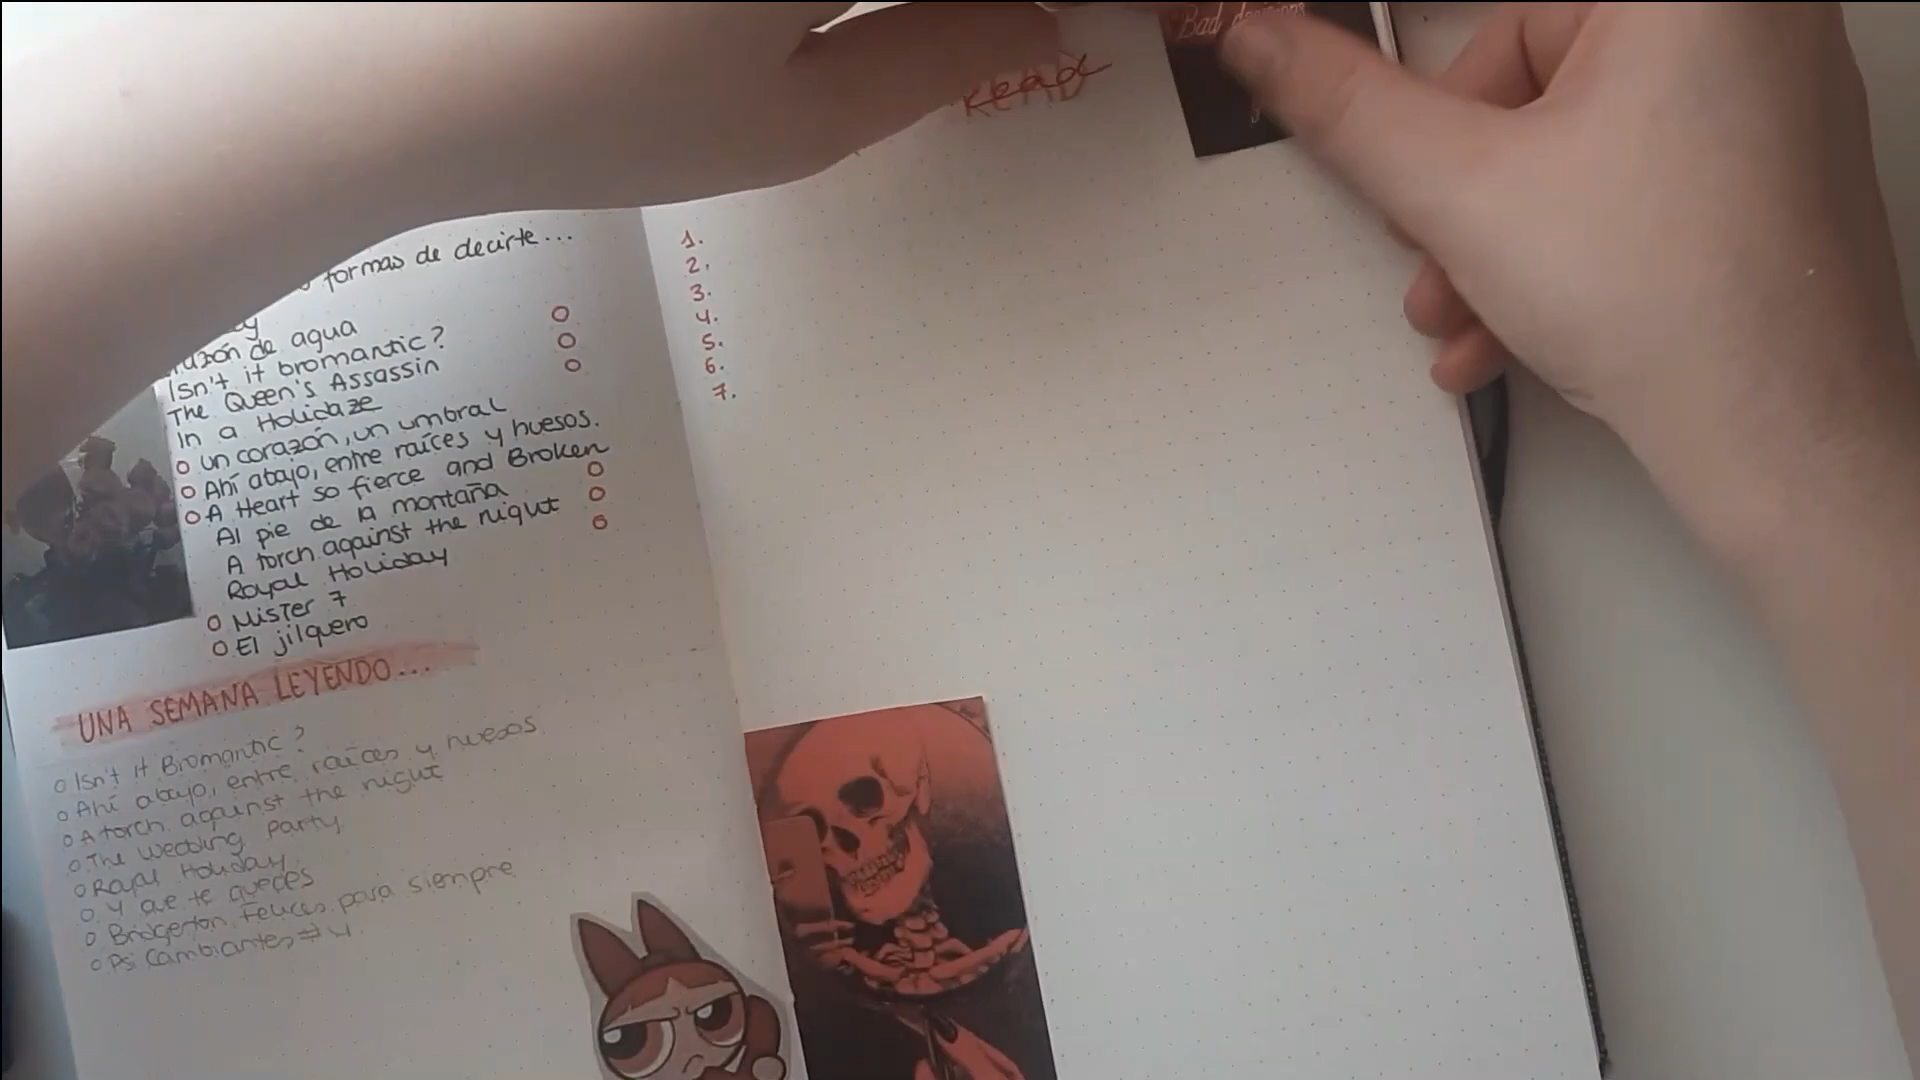 formas de decirte...
de agua
Isn't it bromantic?
The Queen's Assassin
In a Holidaze
un corazón, un umbral
Ahí abajo, entre raíces y huesos.
A Heart so fierce and Broken
Al pie de la montaña
A torch against the night
Royal Holiday
Mister 7
El jilguero
UNA SEMANA LEYENDO...
Isn't it Bromantic?
Ahí abajo, entre raíces y huesos.
A torch against the night
The Wedding Party
Royal Holiday
Y que te quedes
Bridgerton Felices para siempre
Psi Cambiantes #4
Read
Bad
1.
2.
3.
4.
5.
6.
7.